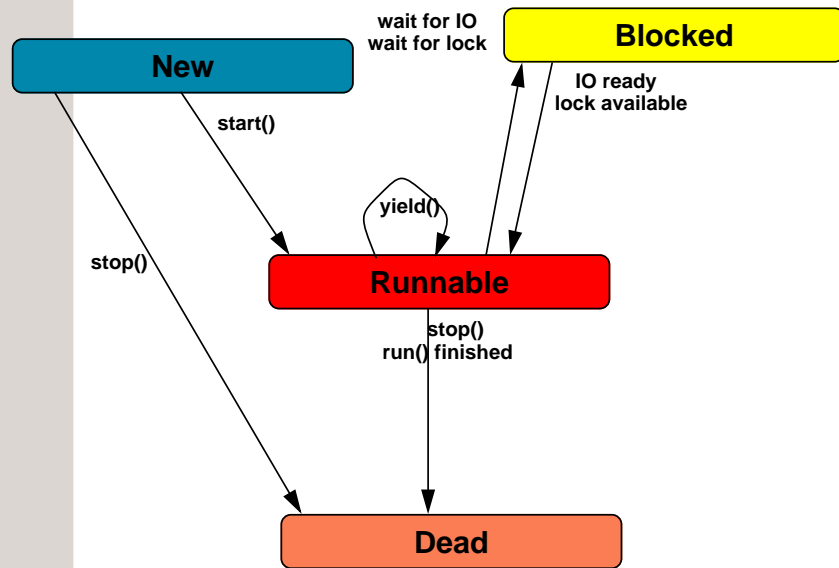 wait for IO
wait for lock
Blocked
New
IO ready
lock available
start()
yield()
stop()
Runnable
stop()
run() finished
Dead